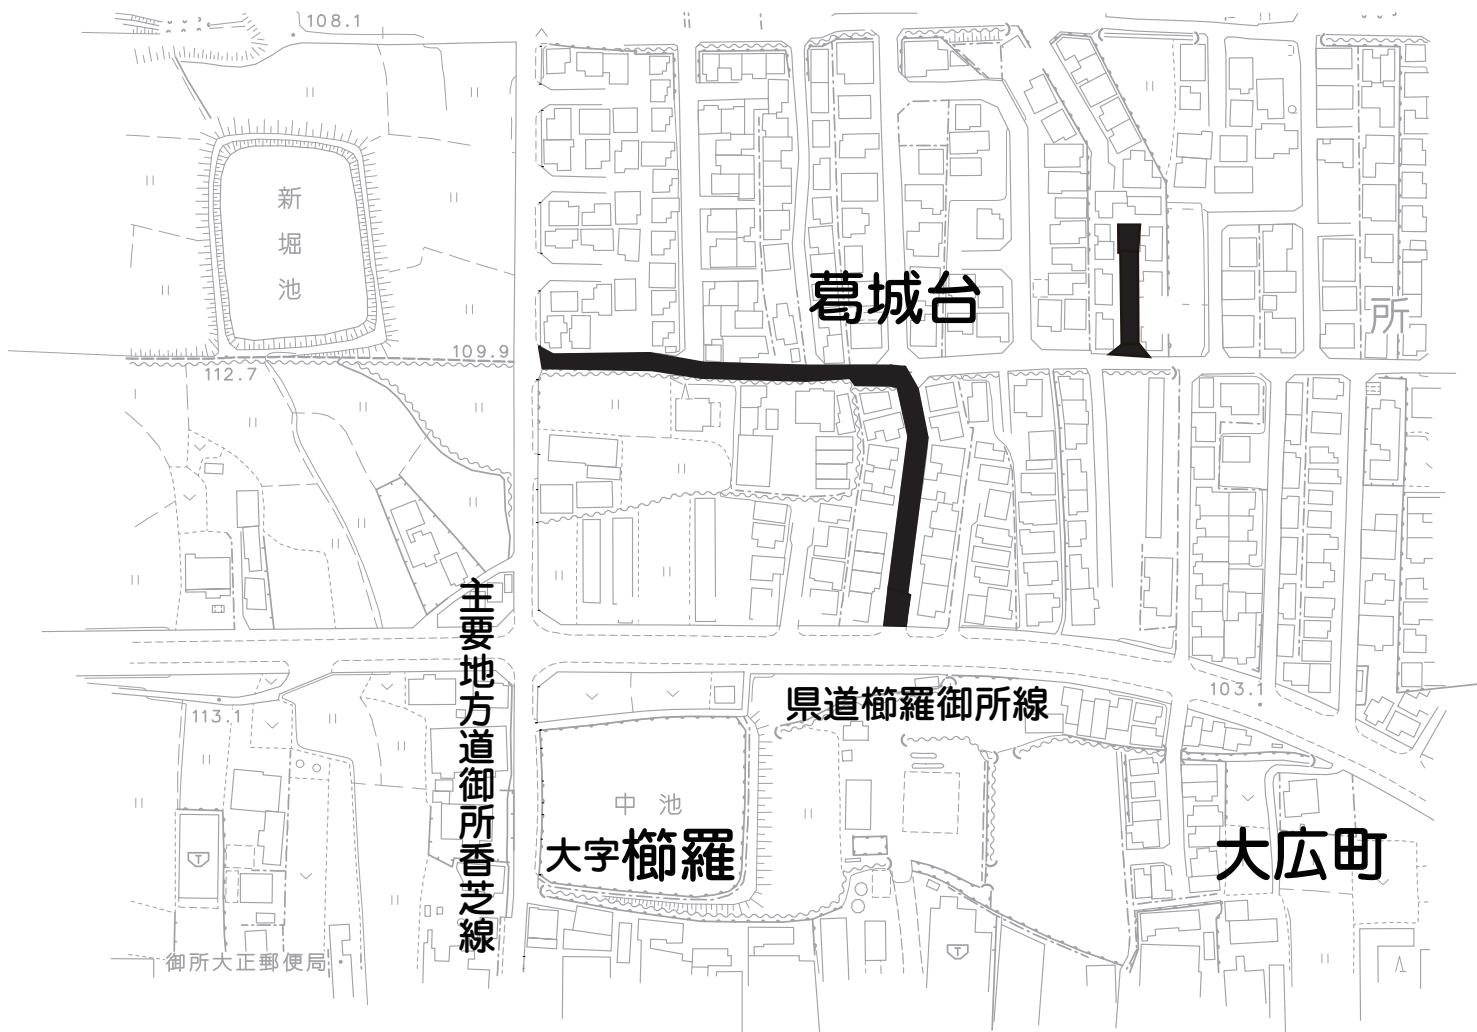 108.1
新堀池
葛城台
所
109.9
112.7
主要地方道御所香芝線
県道櫛羅御所線
103.1
113.1
中池
大字櫛羅
大広町
御所大正郵便局